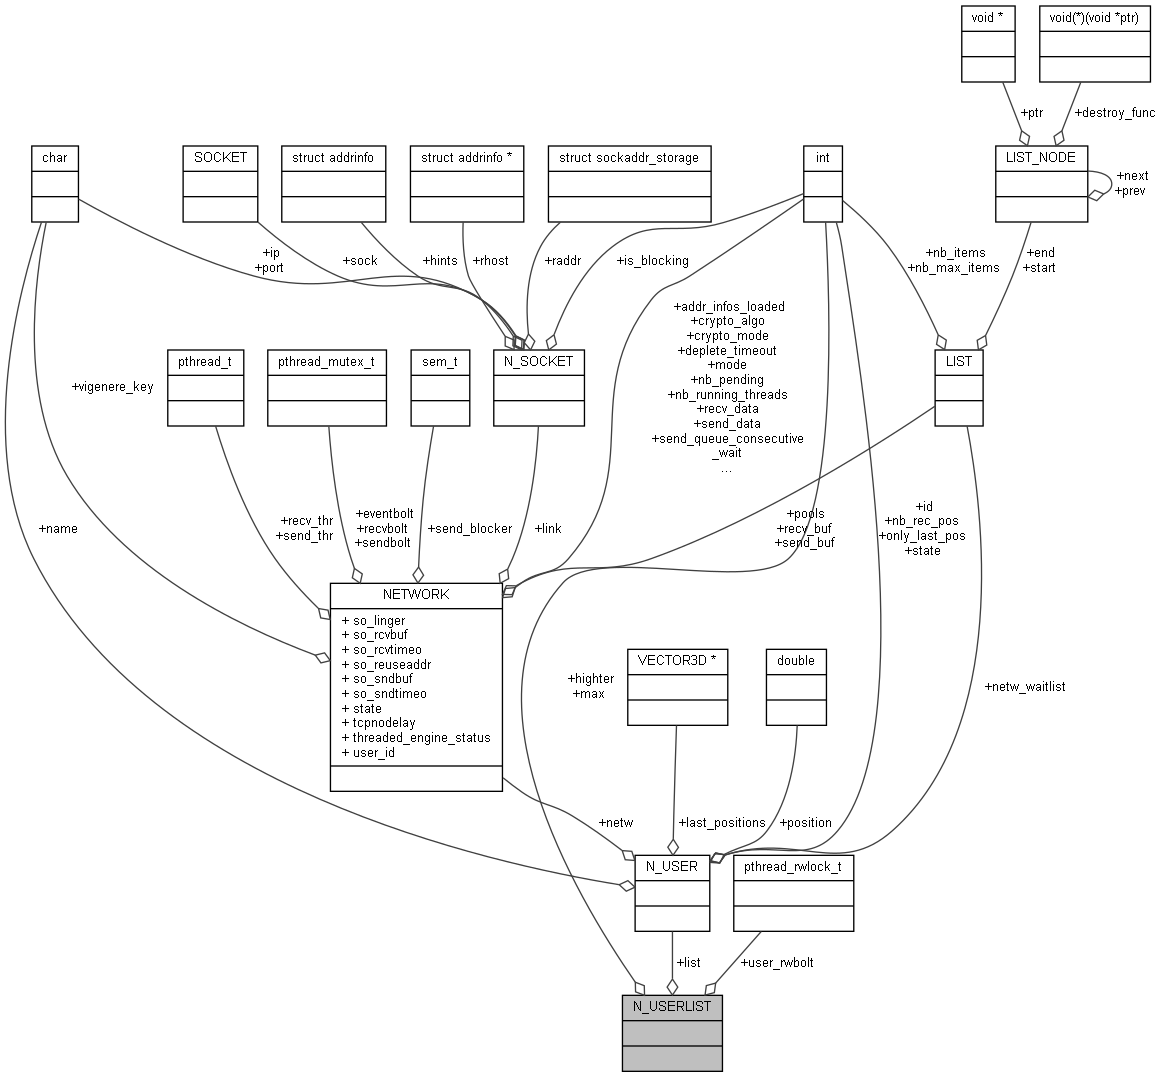 void *
void(*)(void *ptr)
+ptr
+destroy_func
char
SOCKET
struct addrinfo
struct addrinfo *
struct sockaddr_storage
int
LIST_NODE
+next
+prev
+ip
+port
+sock
+hints
+rhost
+raddr
+is_blocking
+nb_items
+nb_max_items
+end
+start
+addr_infos_loaded
+crypto_algo
+crypto_mode
+deplete_timeout
+mode
+nb_pending
+nb_running_threads
+recv_data
+send_data
+send_queue_consecutive
_wait
...
pthread_t
pthread_mutex_t
sem_t
N_SOCKET
LIST
+vigenere_key
+name
+recv_thr
+send_thr
+eventbolt
+recvbolt
+sendbolt
+send_blocker
+link
+pools
+recv_buf
+send_buf
+id
+nb_rec_pos
+only_last_pos
+state
NETWORK
+ so_linger
+ so_rcvbuf
+ so_rcvtimeo
+ so_reuseaddr
+ so_sndbuf
+ so_sndtimeo
+ state
+ tcpnodelay
+ threaded_engine_status
+ user_id
+highter
+max
VECTOR3D *
double
+netw_waitlist
+netw
+last_positions
+position
N_USER
pthread_rwlock_t
+list
+user_rwbolt
N_USERLIST